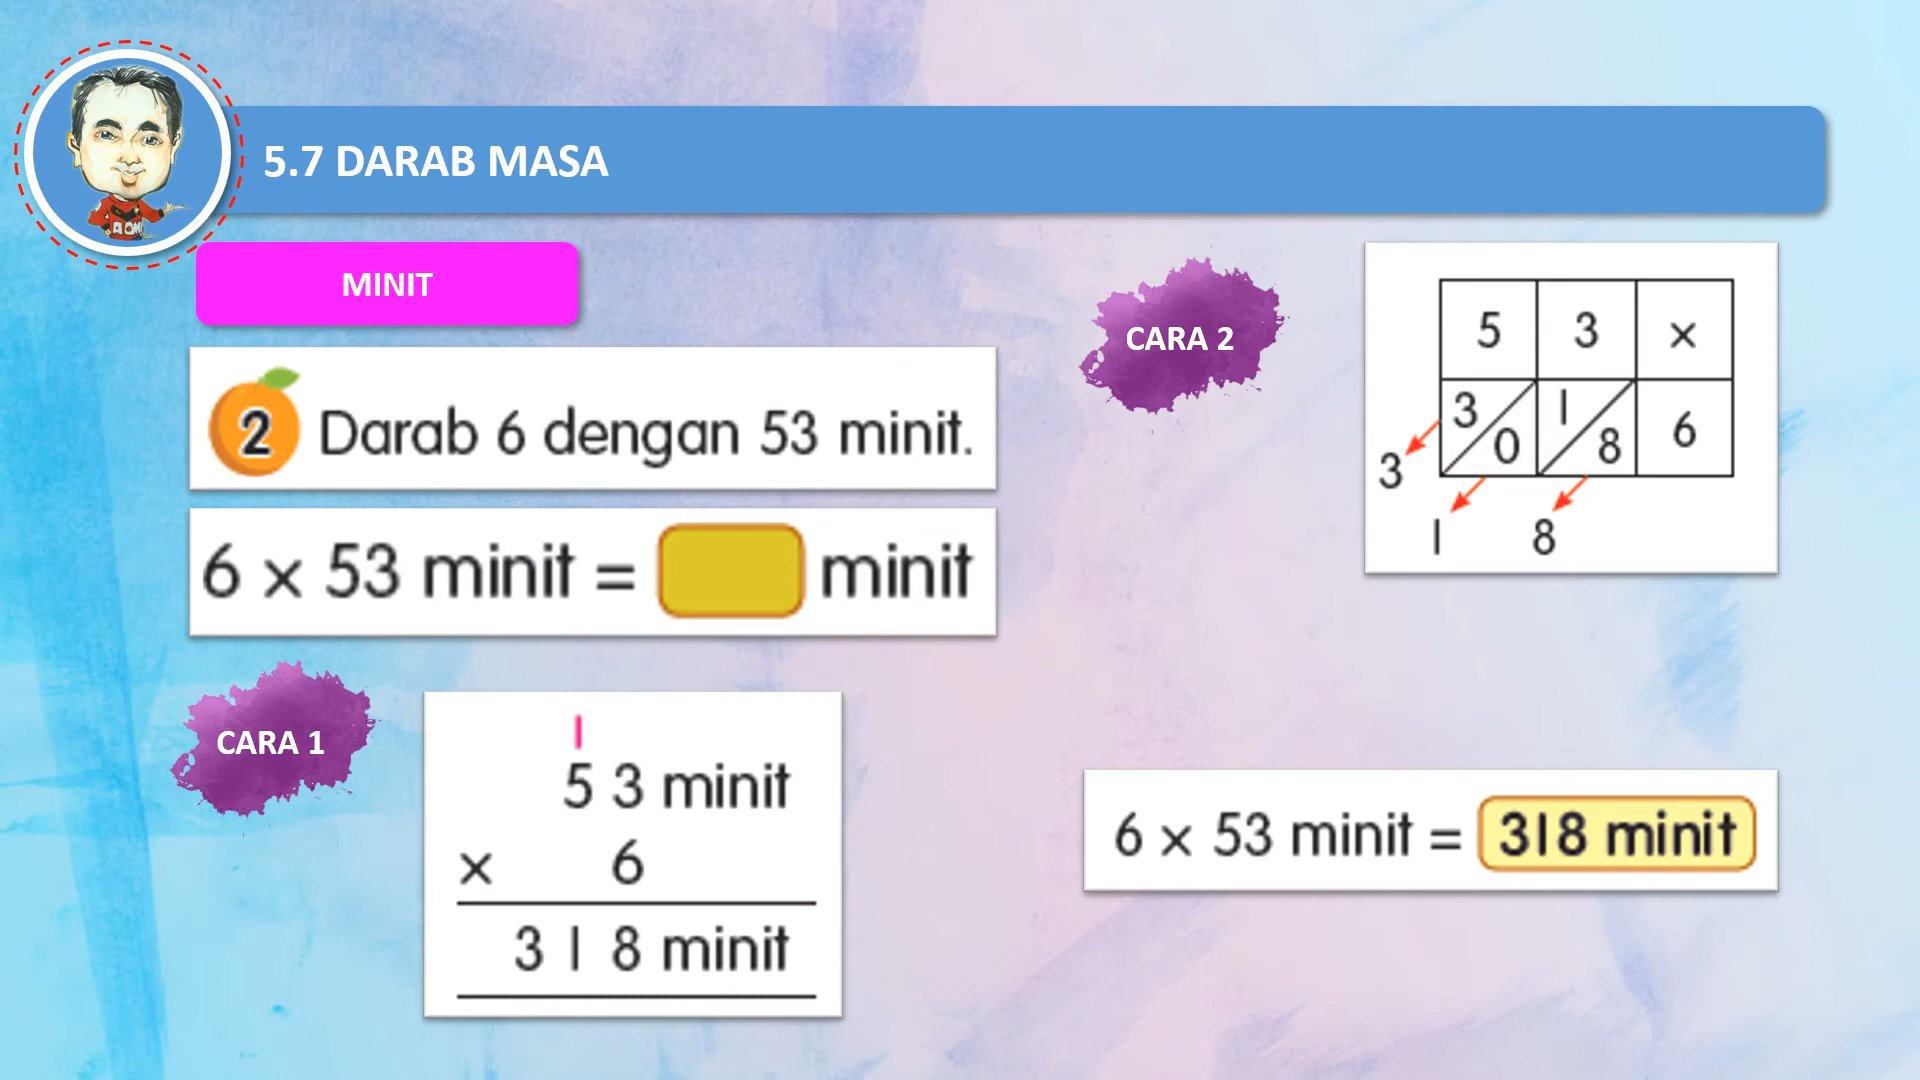 5.7 DARAB MASA
MINIT
2 Darab 6 dengan 53 minit.
6 × 53 minit = minit
CARA 1
1
5 3 minit
× 6
3 1 8 minit
CARA 2
5 3 ×
3 0 1 8 6
3
1 8
6 × 53 minit = 318 minit
AOM